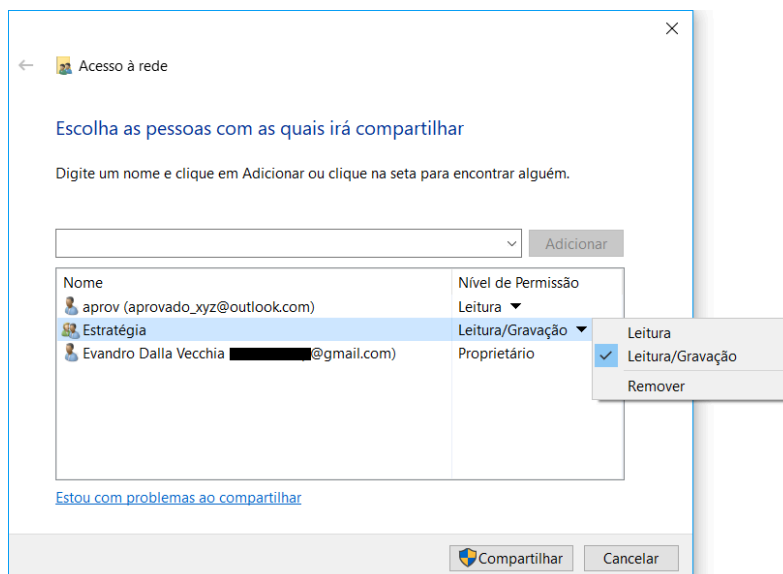 Acesso à rede
Escolha as pessoas com as quais irá compartilhar
Digite um nome e clique em Adicionar ou clique na seta para encontrar alguém.
Adicionar
Nome Nível de Permissão
aprov (aprovado_xyz@outlook.com) Leitura
Estratégia Leitura/Gravação
Evandro Dalla Vecchia @gmail.com) Proprietário
Leitura
Leitura/Gravação
Remover
Estou com problemas ao compartilhar
Compartilhar Cancelar